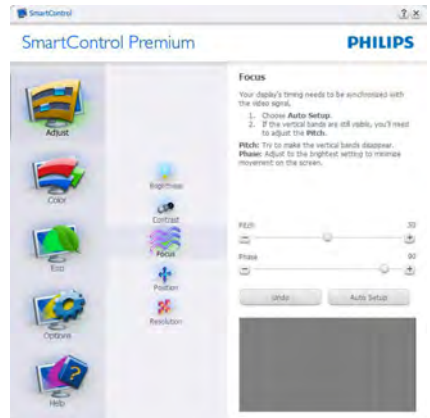 SmartControl
SmartControl Premium
PHILIPS
Adjust
Color
Eco
Options
Help
Brightness
Contrast
Focus
Position
Resolution
Focus
Your display's timing needs to be synchronized with
the video signal.
1. Choose Auto Setup.
2. If the vertical bands are still visible, you'll need
to adjust the Pitch.
Pitch: Try to make the vertical bands disappear.
Phase: Adjust to the brightest setting to minimize
movement on the screen.
Pitch 50
Phase 90
Undo Auto Setup